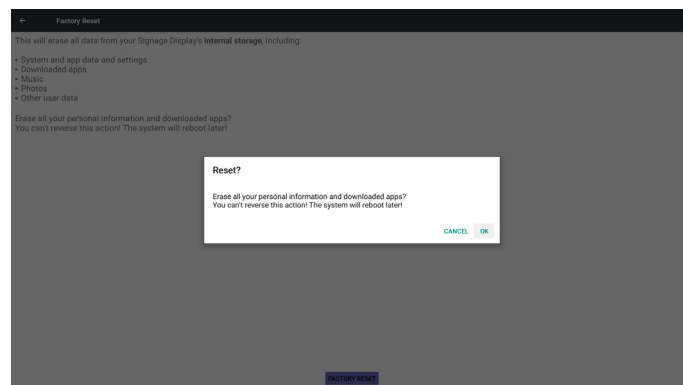 ← Factory Reset
This will erase all data from your Signage Display's internal storage, including:
• System and app data and settings
• Downloaded apps
• Music
• Photos
• Other user data
Erase all your personal information and downloaded apps?
You can't reverse this action! The system will reboot later!
Reset?
Erase all your personal information and downloaded apps?
You can't reverse this action! The system will reboot later!
CANCEL OK
FACTORY RESET